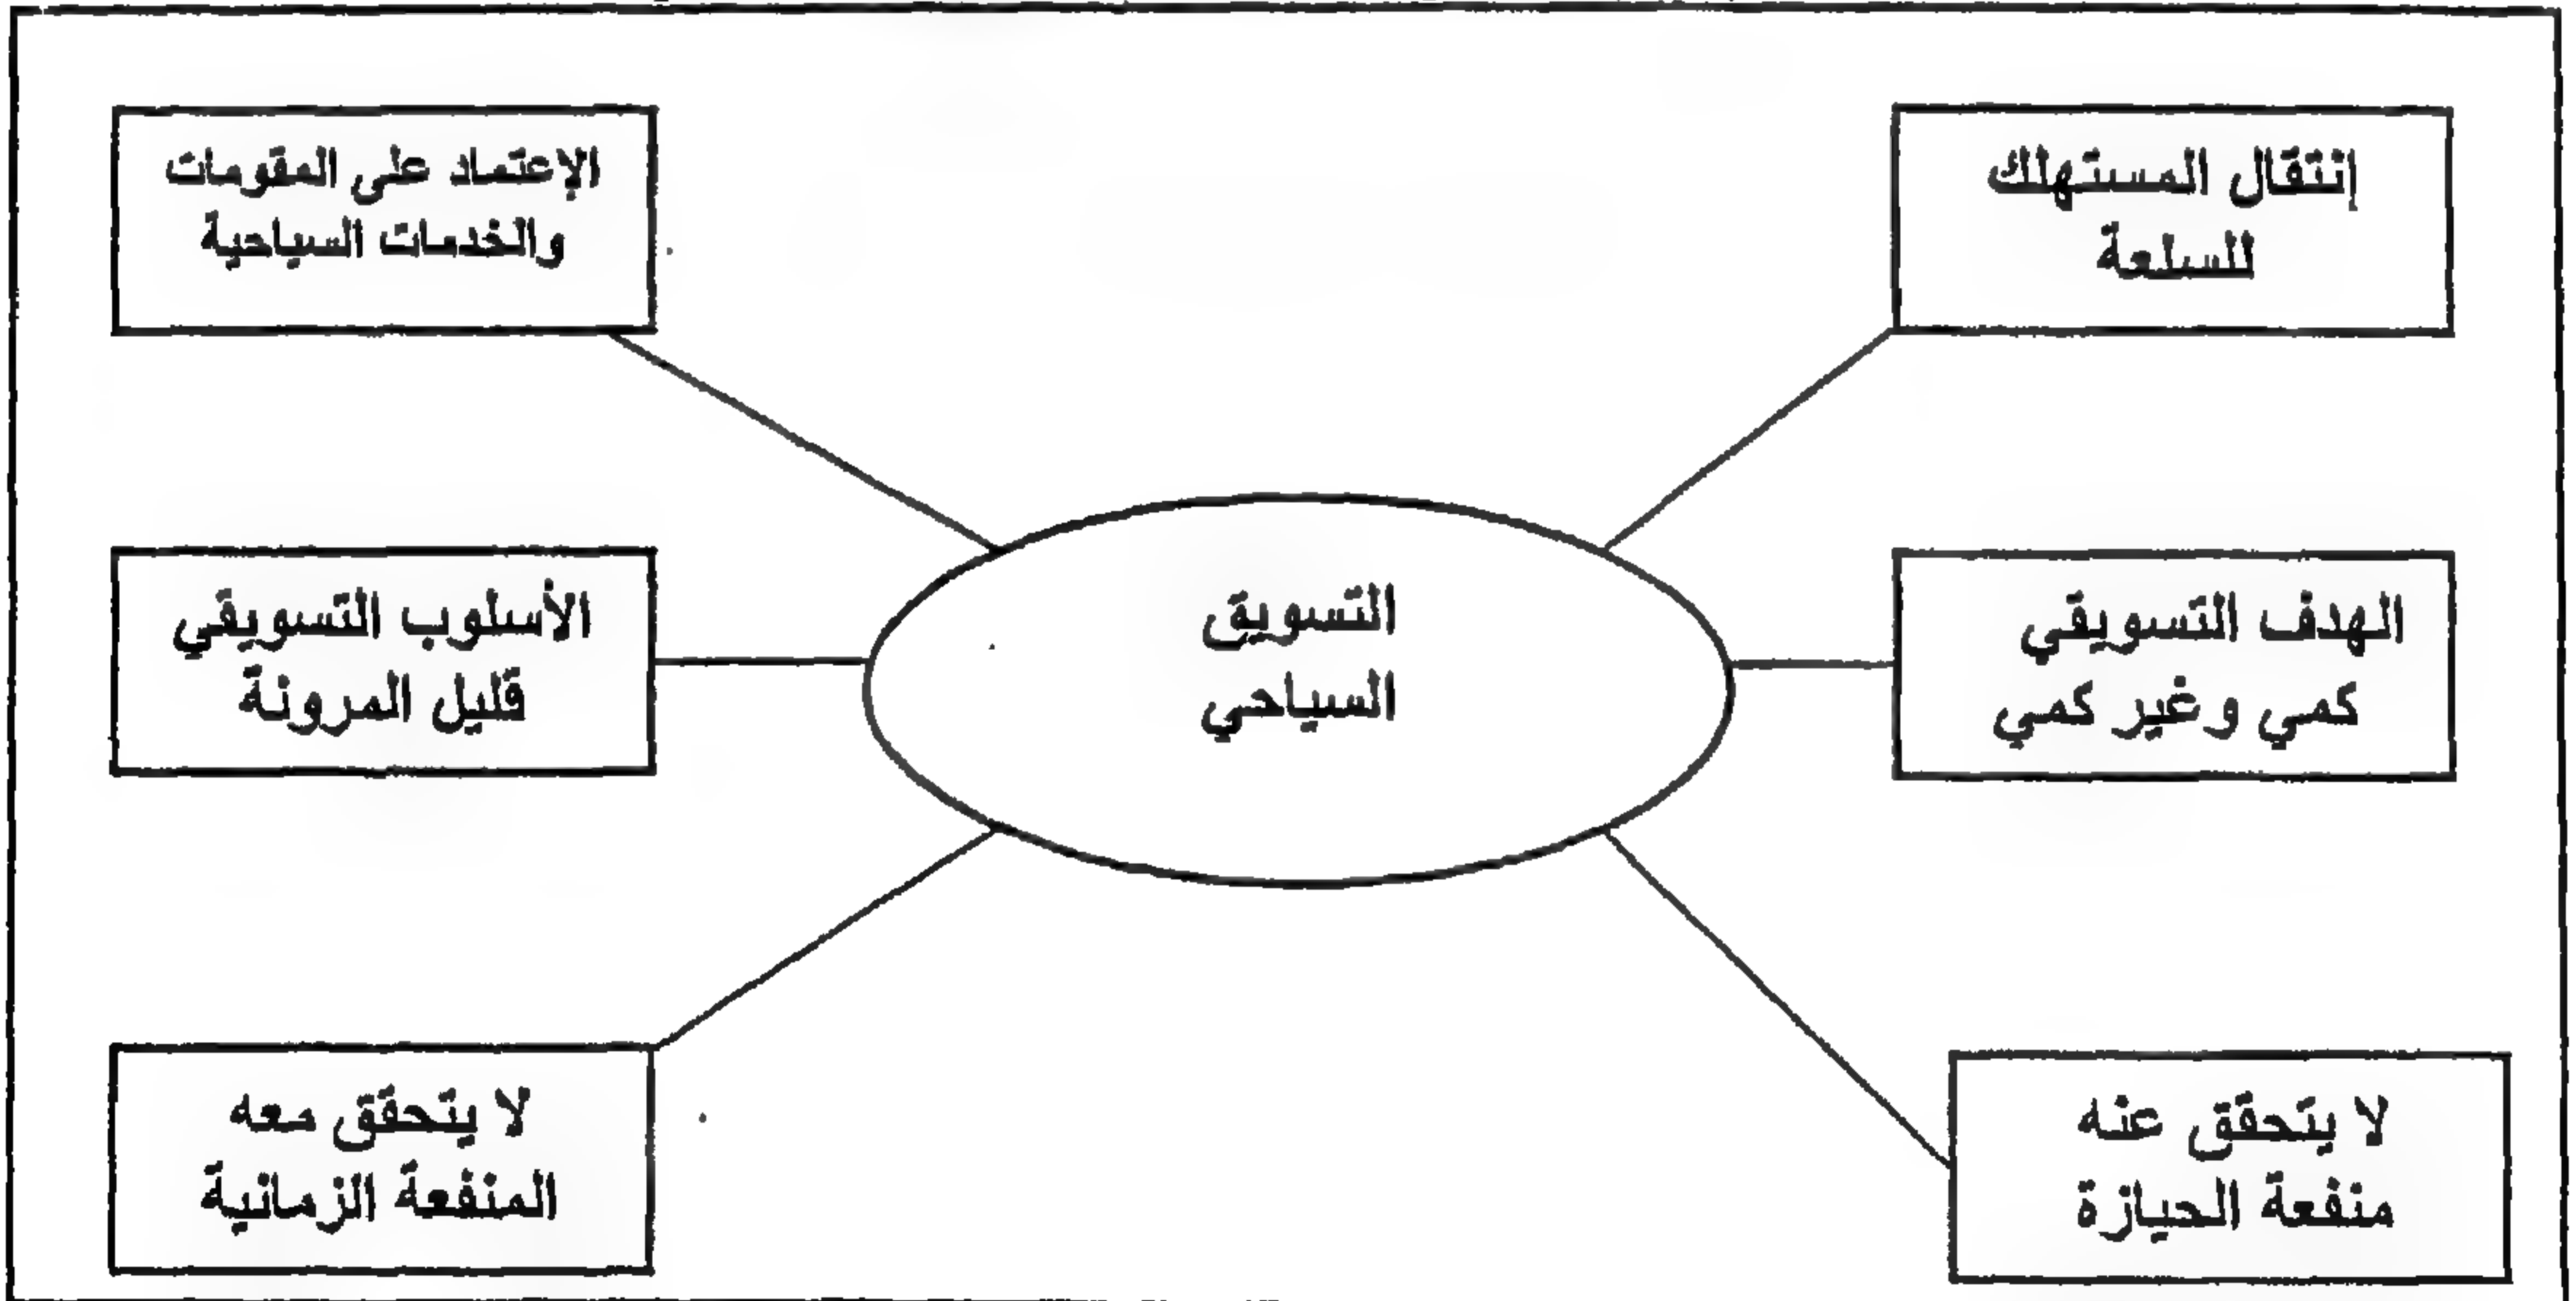 إنتقال المستهلك
للسلعة
الإعتماد على المقومات
والخدمات السياحية
الهدف التسويقي
كمي وغير كمي
التسويق
السياحي
الأسلوب التسويقي
قليل المرونة
لا يتحقق عنه
منفعة الحيازة
لا يتحقق معه
المنفعة الزمانية